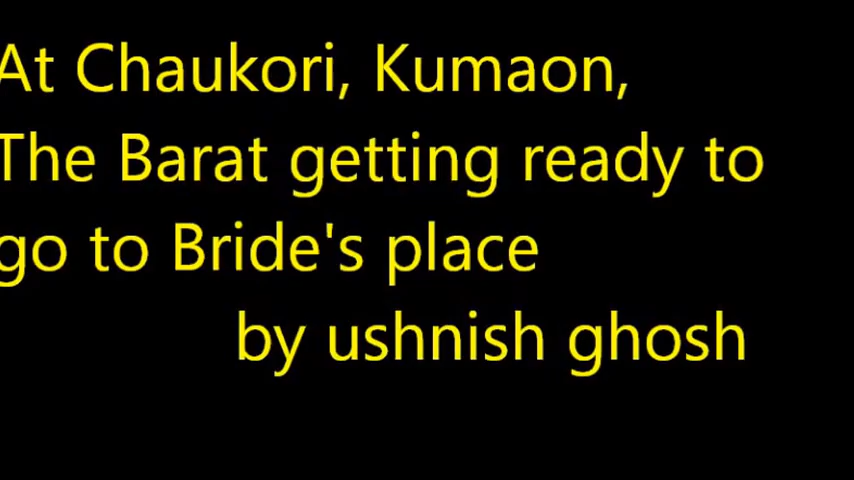 At Chaukori, Kumaon,
The Barat getting ready to
go to Bride's place
by ushnish ghosh